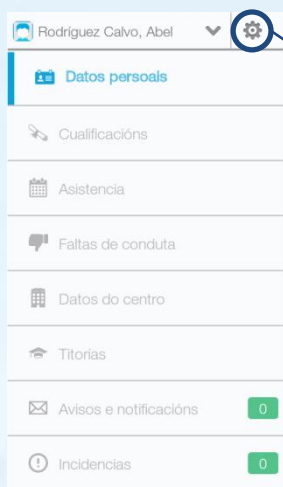 Rodríguez Calvo, Abel
Datos persoais
Cualificacións
Asistencia
Faltas de conduta
Datos do centro
Titorías
Avisos e notificacións 0
Incidencias 0